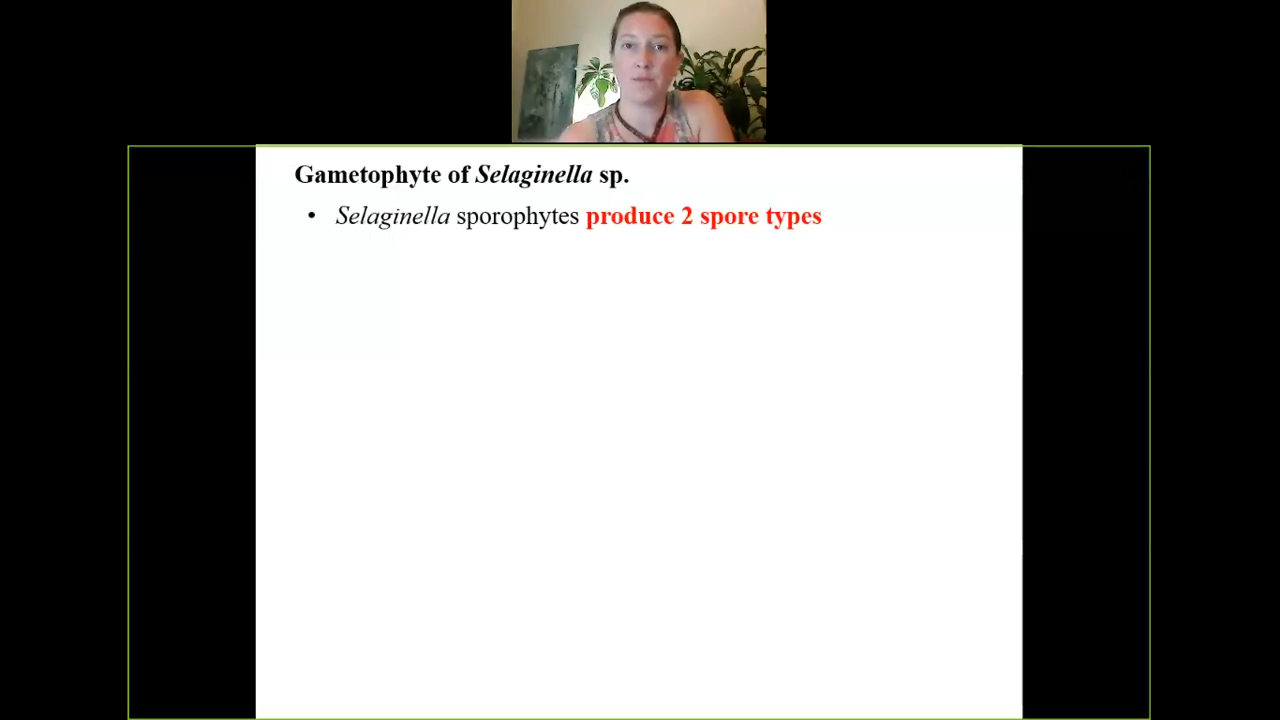 Gametophyte of Selaginella sp.
• Selaginella sporophytes produce 2 spore types